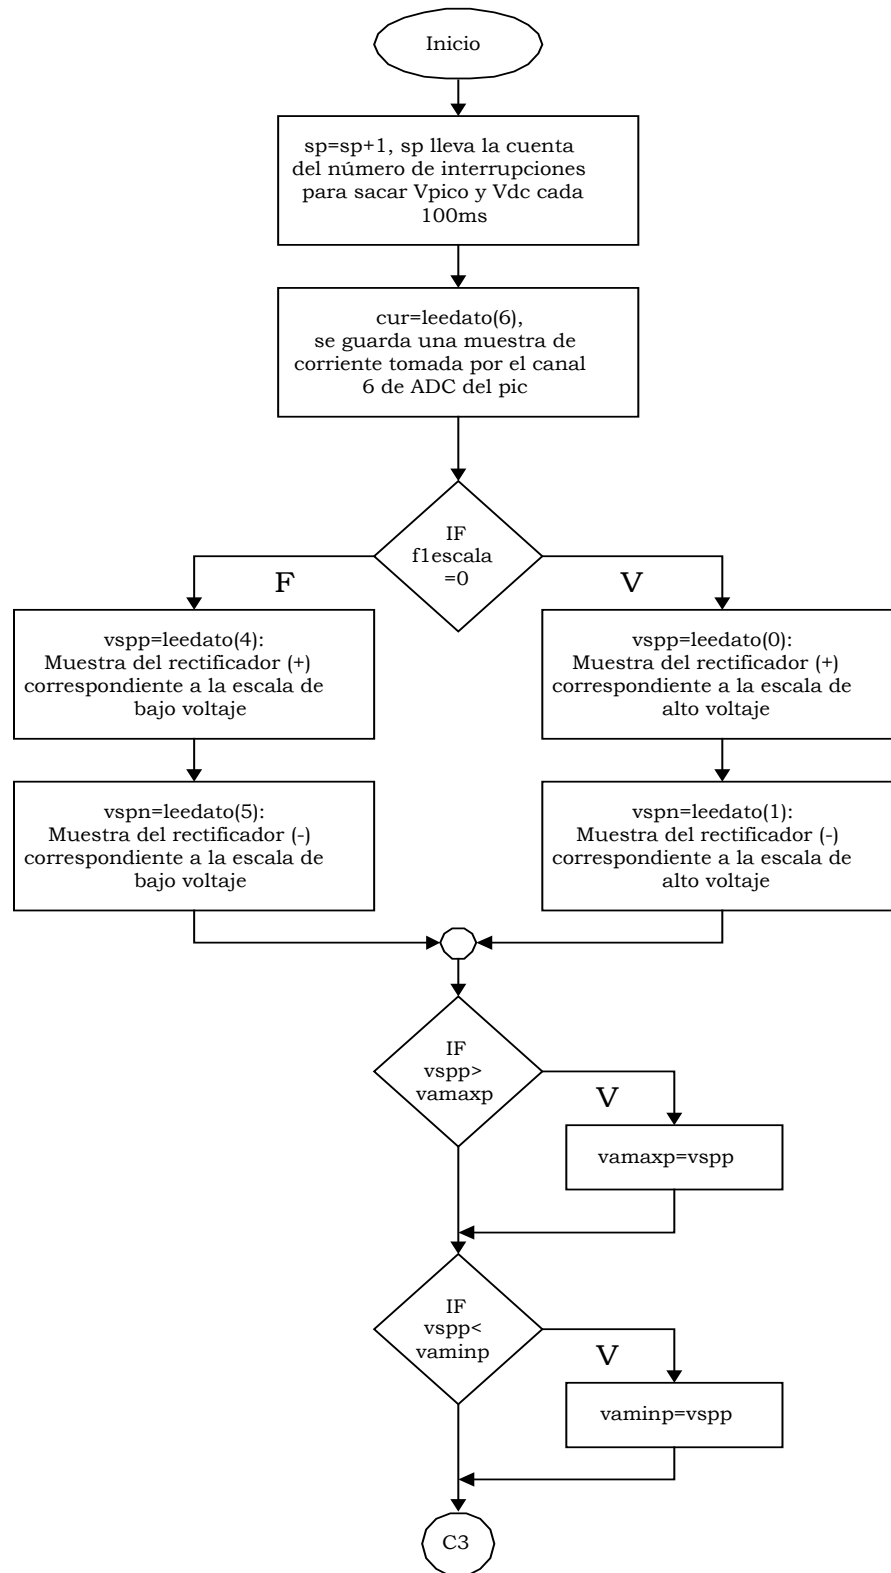 Inicio
sp=sp+1, sp lleva la cuenta
del número de interrupciones
para sacar Vpico y Vdc cada
100ms
cur=leedato(6),
se guarda una muestra de
corriente tomada por el canal
6 de ADC del pic
IF
f1escala
=0
F
V
vspp=leedato(4):
Muestra del rectificador (+)
correspondiente a la escala de
bajo voltaje
vspp=leedato(0):
Muestra del rectificador (+)
correspondiente a la escala de
alto voltaje
vspn=leedato(5):
Muestra del rectificador (-)
correspondiente a la escala de
bajo voltaje
vspn=leedato(1):
Muestra del rectificador (-)
correspondiente a la escala de
alto voltaje
IF
vspp>
vamaxp
V
vamaxp=vspp
IF
vspp<
vaminp
V
vaminp=vspp
C3